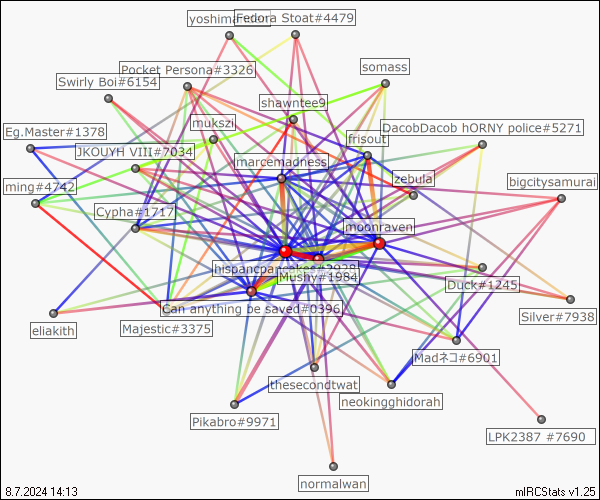 Fedora Stoat#4479
somass
Pocket Persona#3326
Swirly Boi#6154
shawntee9
mukszi
DacobDacob hORNY police#5271
Eg.Master#1378
frisout
JKOUYH VIII#7034
marcemadness
zebula
bigcitysamurai
ming#4742
Cypha#1717
moonraven
Mushy#1984
Duck#1245
Can anything be saved#0396
Silver#7938
eliakith
Majestic#3375
Madネコ#6901
thesecondtwat
neokingghidorah
Pikabro#9971
LPK2387 #7690
normalwan
8.7.2024 14:13
mIRCStats v1.25